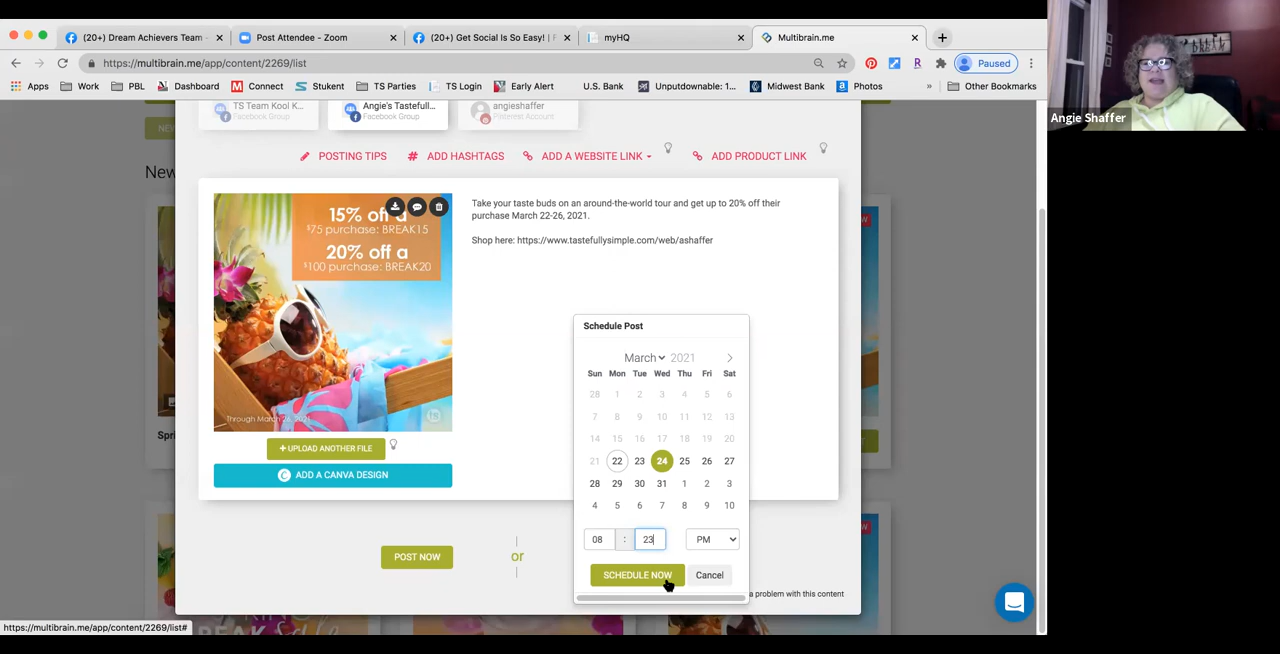 (20+) Dream Achievers Team -
Post Attendee - Zoom
(20+) Get Social Is So Easy! | F
myHQ
Multibrain.me
https://multibrain.me/app/content/2269/list
Paused
Apps
Work
PBL
Dashboard
Connect
Stukent
TS Parties
TS Login
Early Alert
U.S. Bank
Unputdownable: 1...
Midwest Bank
Photos
»
Other Bookmarks
Angie Shaffer
TS Team Kool K...
Facebook Group
Angie's Tastefull...
Facebook Group
angieshaffer
Pinterest Account
New
POSTING TIPS
# ADD HASHTAGS
ADD A WEBSITE LINK
ADD PRODUCT LINK
15% off a
$75 purchase: BREAK15
20% off a
$100 purchase: BREAK20
Through March 26, 2021
Take your taste buds on an around-the-world tour and get up to 20% off their
purchase March 22-26, 2021.
Shop here: https://www.tastefullysimple.com/web/ashaffer
+ UPLOAD ANOTHER FILE
ADD A CANVA DESIGN
Schedule Post
March 2021
Sun Mon Tue Wed Thu Fri Sat
28 1 2 3 4 5 6
7 8 9 10 11 12 13
14 15 16 17 18 19 20
21 22 23 24 25 26 27
28 29 30 31 1 2 3
4 5 6 7 8 9 10
08 : 23 PM
SCHEDULE NOW Cancel
POST NOW
or
a problem with this content
https://multibrain.me/app/content/2269/list#